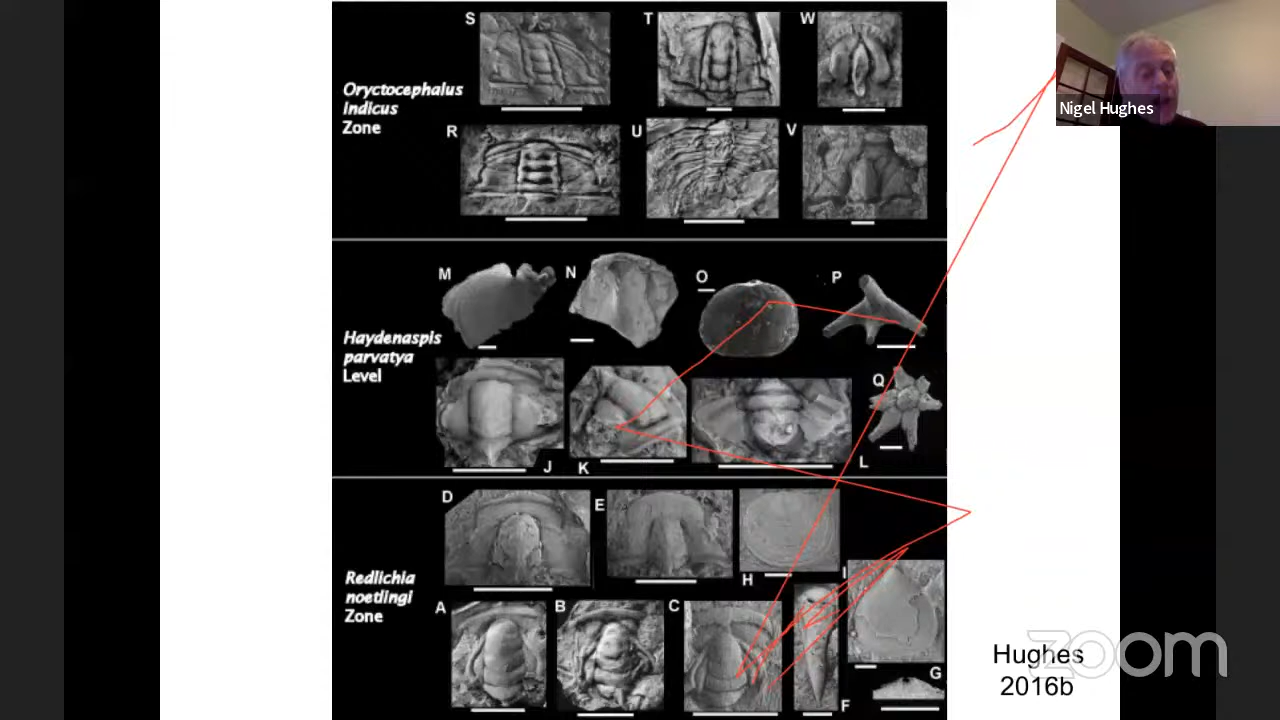 S
T
W
Oryctocephalus
indicus
Zone
R
U
V
Nigel Hughes
M
N
O
P
Haydenaspis
parvatya
Level
Q
J
K
L
D
E
H
I
Redlichia
noetlingi
Zone
A
B
C
F
G
Hughes
2016b
zoom